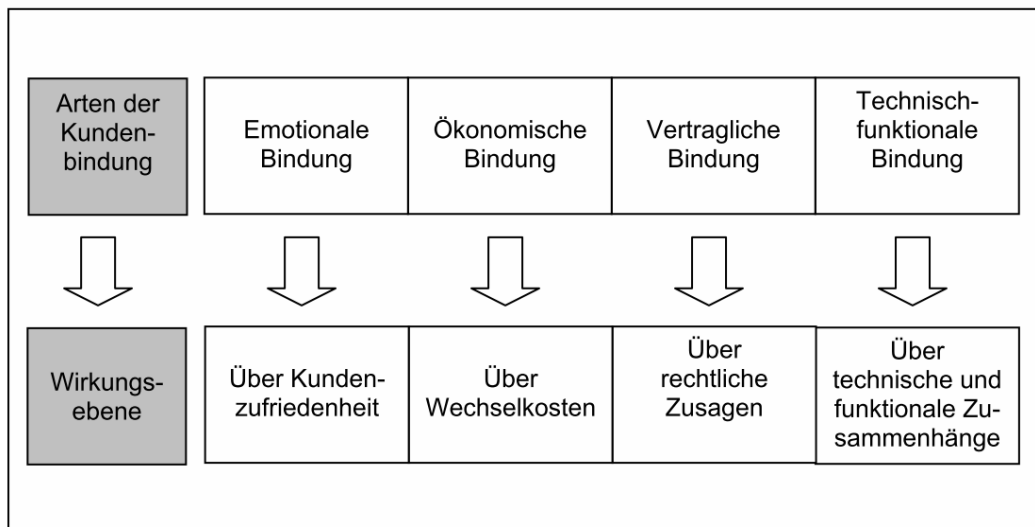 Arten der
Kunden-
bindung
Emotionale
Bindung
Ökonomische
Bindung
Vertragliche
Bindung
Technisch-
funktionale
Bindung
Wirkungs-
ebene
Über Kunden-
zufriedenheit
Über
Wechselkosten
Über
rechtliche
Zusagen
Über
technische und
funktionale Zu-
sammenhänge